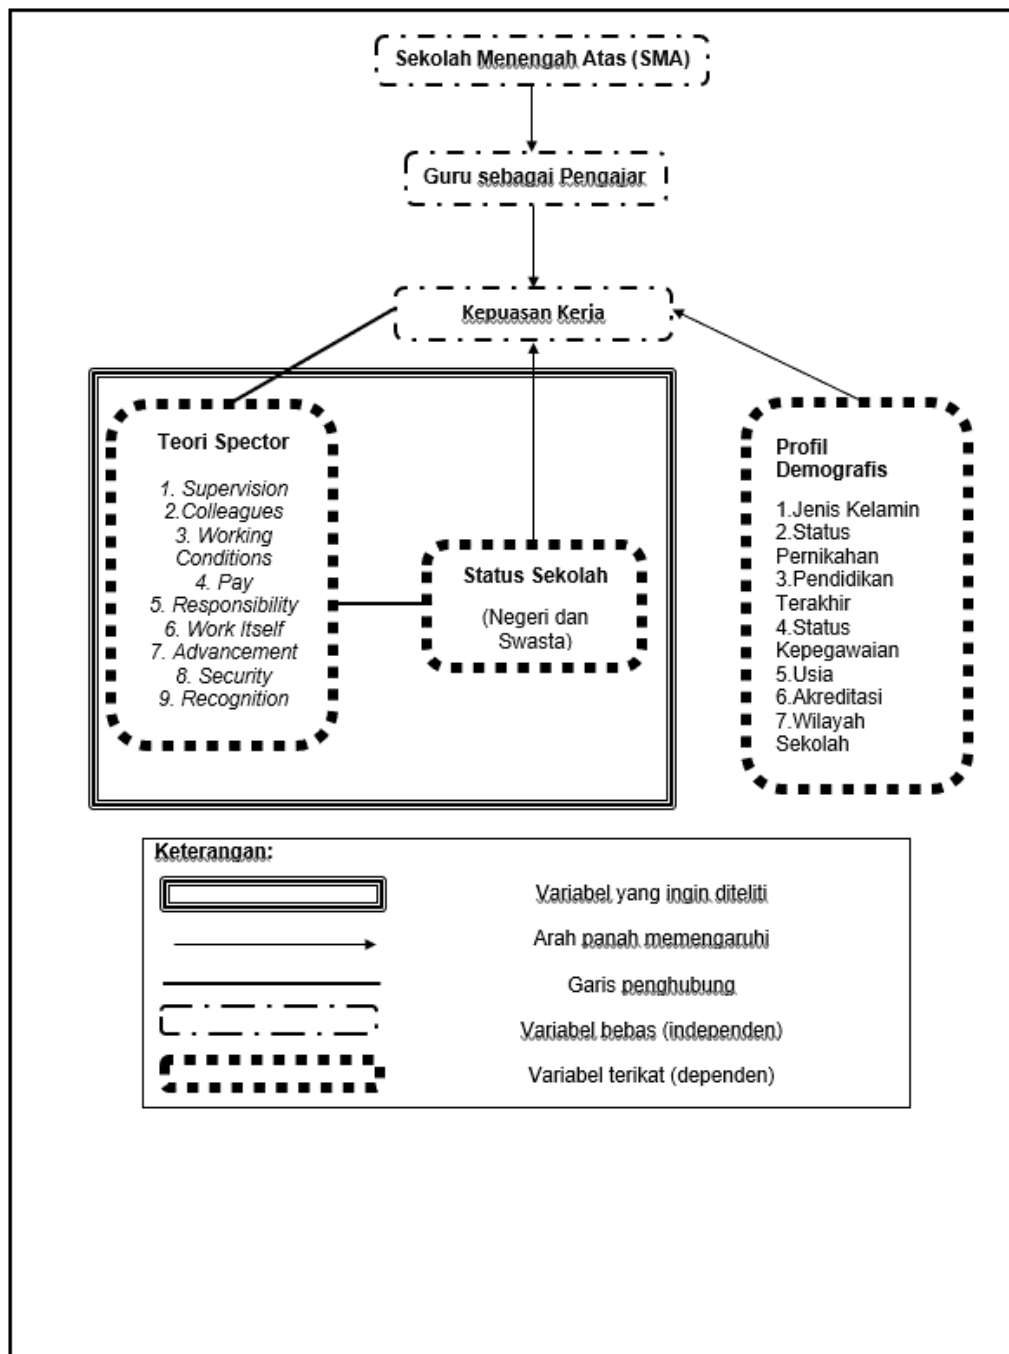 Sekolah Menengah Atas (SMA)
Guru sebagai Pengajar
Kepuasan Kerja
Teori Spector
1. Supervision
2.Colleagues
3. Working
Conditions
4. Pay
5. Responsibility
6. Work Itself
7. Advancement
8. Security
9. Recognition
Status Sekolah
(Negeri dan
Swasta)
Profil
Demografis
1.Jenis Kelamin
2.Status
Pernikahan
3.Pendidikan
Terakhir
4.Status
Kepegawaian
5.Usia
6.Akreditasi
7.Wilayah
Sekolah
Keterangan:
Variabel yang ingin diteliti
Arah panah memengaruhi
Garis penghubung
Variabel bebas (independen)
Variabel terikat (dependen)